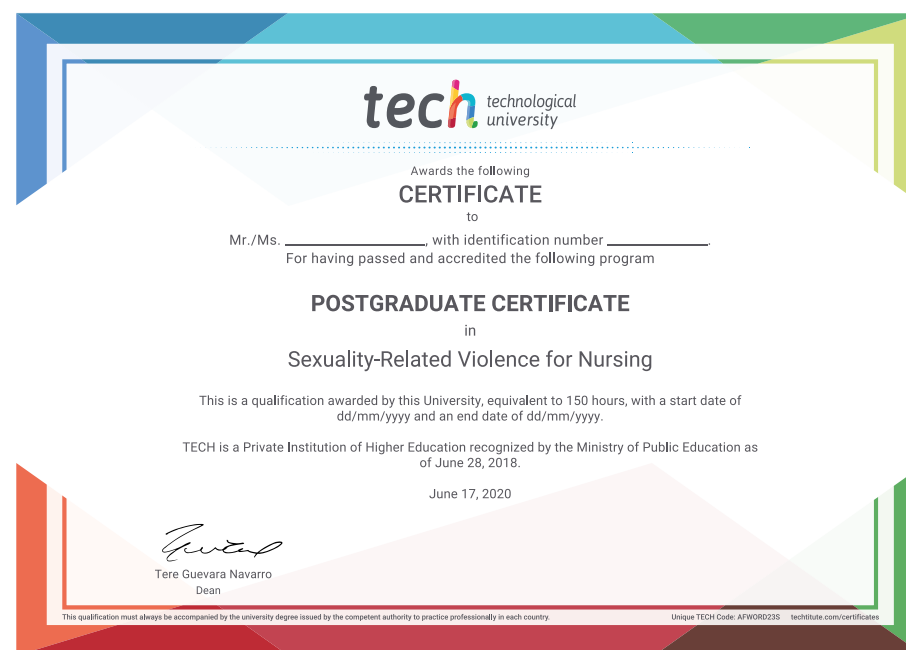 tech technological
university
Awards the following
CERTIFICATE
to
Mr./Ms. ____________________, with identification number ______________.
For having passed and accredited the following program
POSTGRADUATE CERTIFICATE
in
Sexuality-Related Violence for Nursing
This is a qualification awarded by this University, equivalent to 150 hours, with a start date of
dd/mm/yyyy and an end date of dd/mm/yyyy.
TECH is a Private Institution of Higher Education recognized by the Ministry of Public Education as
of June 28, 2018.
June 17, 2020
Tere Guevara Navarro
Dean
This qualification must always be accompanied by the university degree issued by the competent authority to practice professionally in each country.
Unique TECH Code: AFWORD23S techtitute.com/certificates